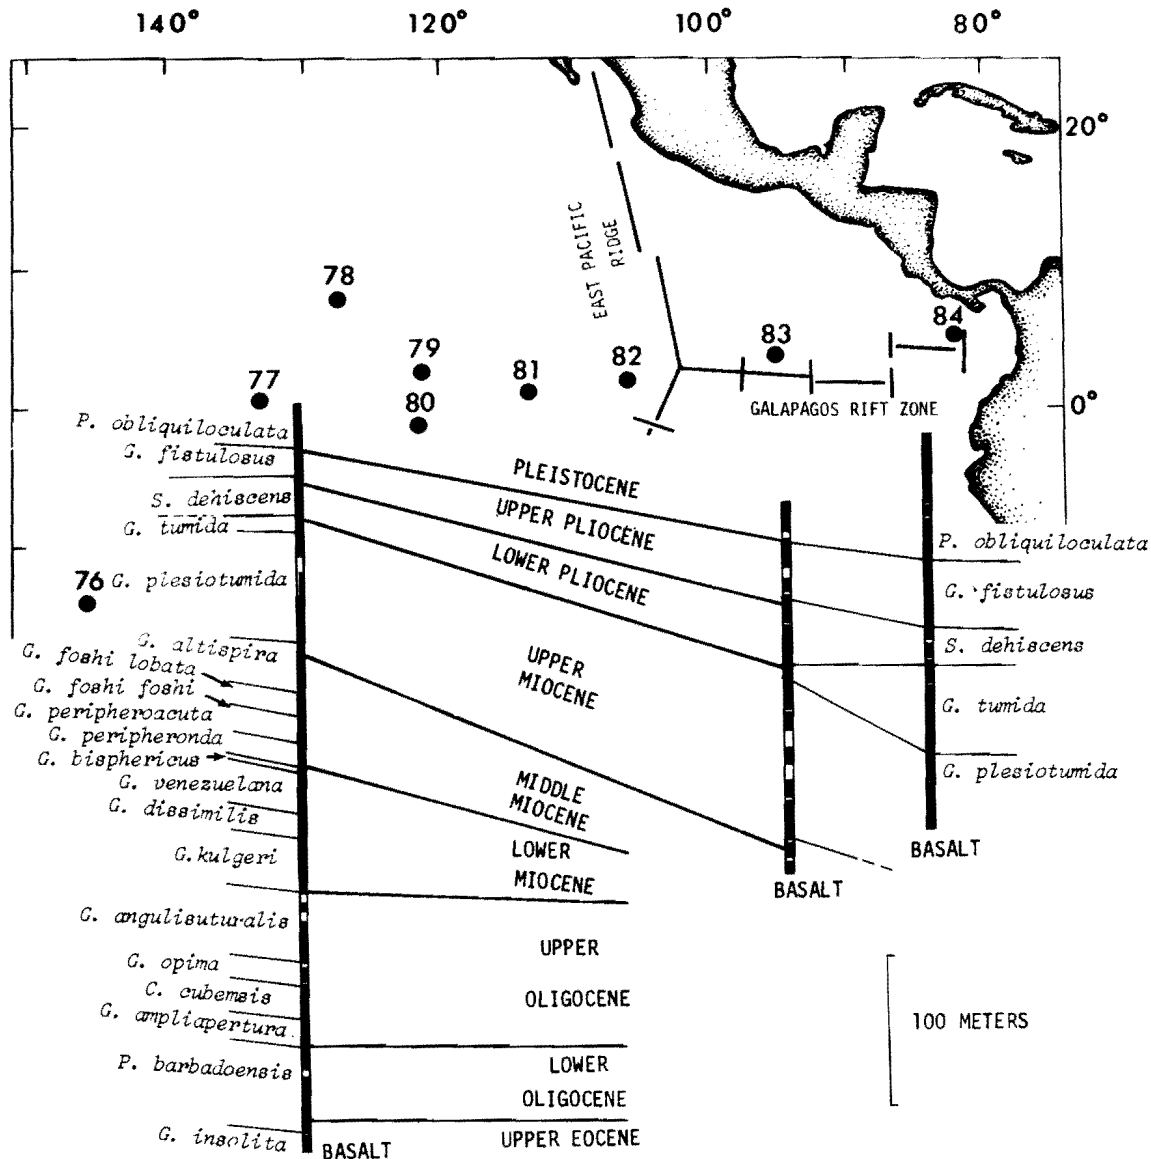 140°
120°
100°
80°
20°
EAST PACIFIC
RIDGE
78
79
77
80
81
82
83
84
0°
GALAPAGOS RIFT ZONE
P. obliquiloculata
G. fistulosus
S. dehiscens
G. tumida
76
G. plesiotumida
G. altispira
G. foshi lobata
G. foshi foshi
G. peripheroacuta
G. peripheronda
G. bisphericus
G. venezuelana
G. dissimilis
G.kulgeri
G. angulisuturalis
G. opima
C. cubensis
G. ampliapertura
P. barbadoensis
G. insolita
BASALT
PLEISTOCENE
UPPER PLIOCENE
LOWER PLIOCENE
UPPER
MIOCENE
MIDDLE
MIOCENE
LOWER
MIOCENE
UPPER
OLIGOCENE
LOWER
OLIGOCENE
UPPER EOCENE
BASALT
P. obliquiloculata
G. fistulosus
S. dehiscens
G. tumida
G. plesiotumida
BASALT
100 METERS